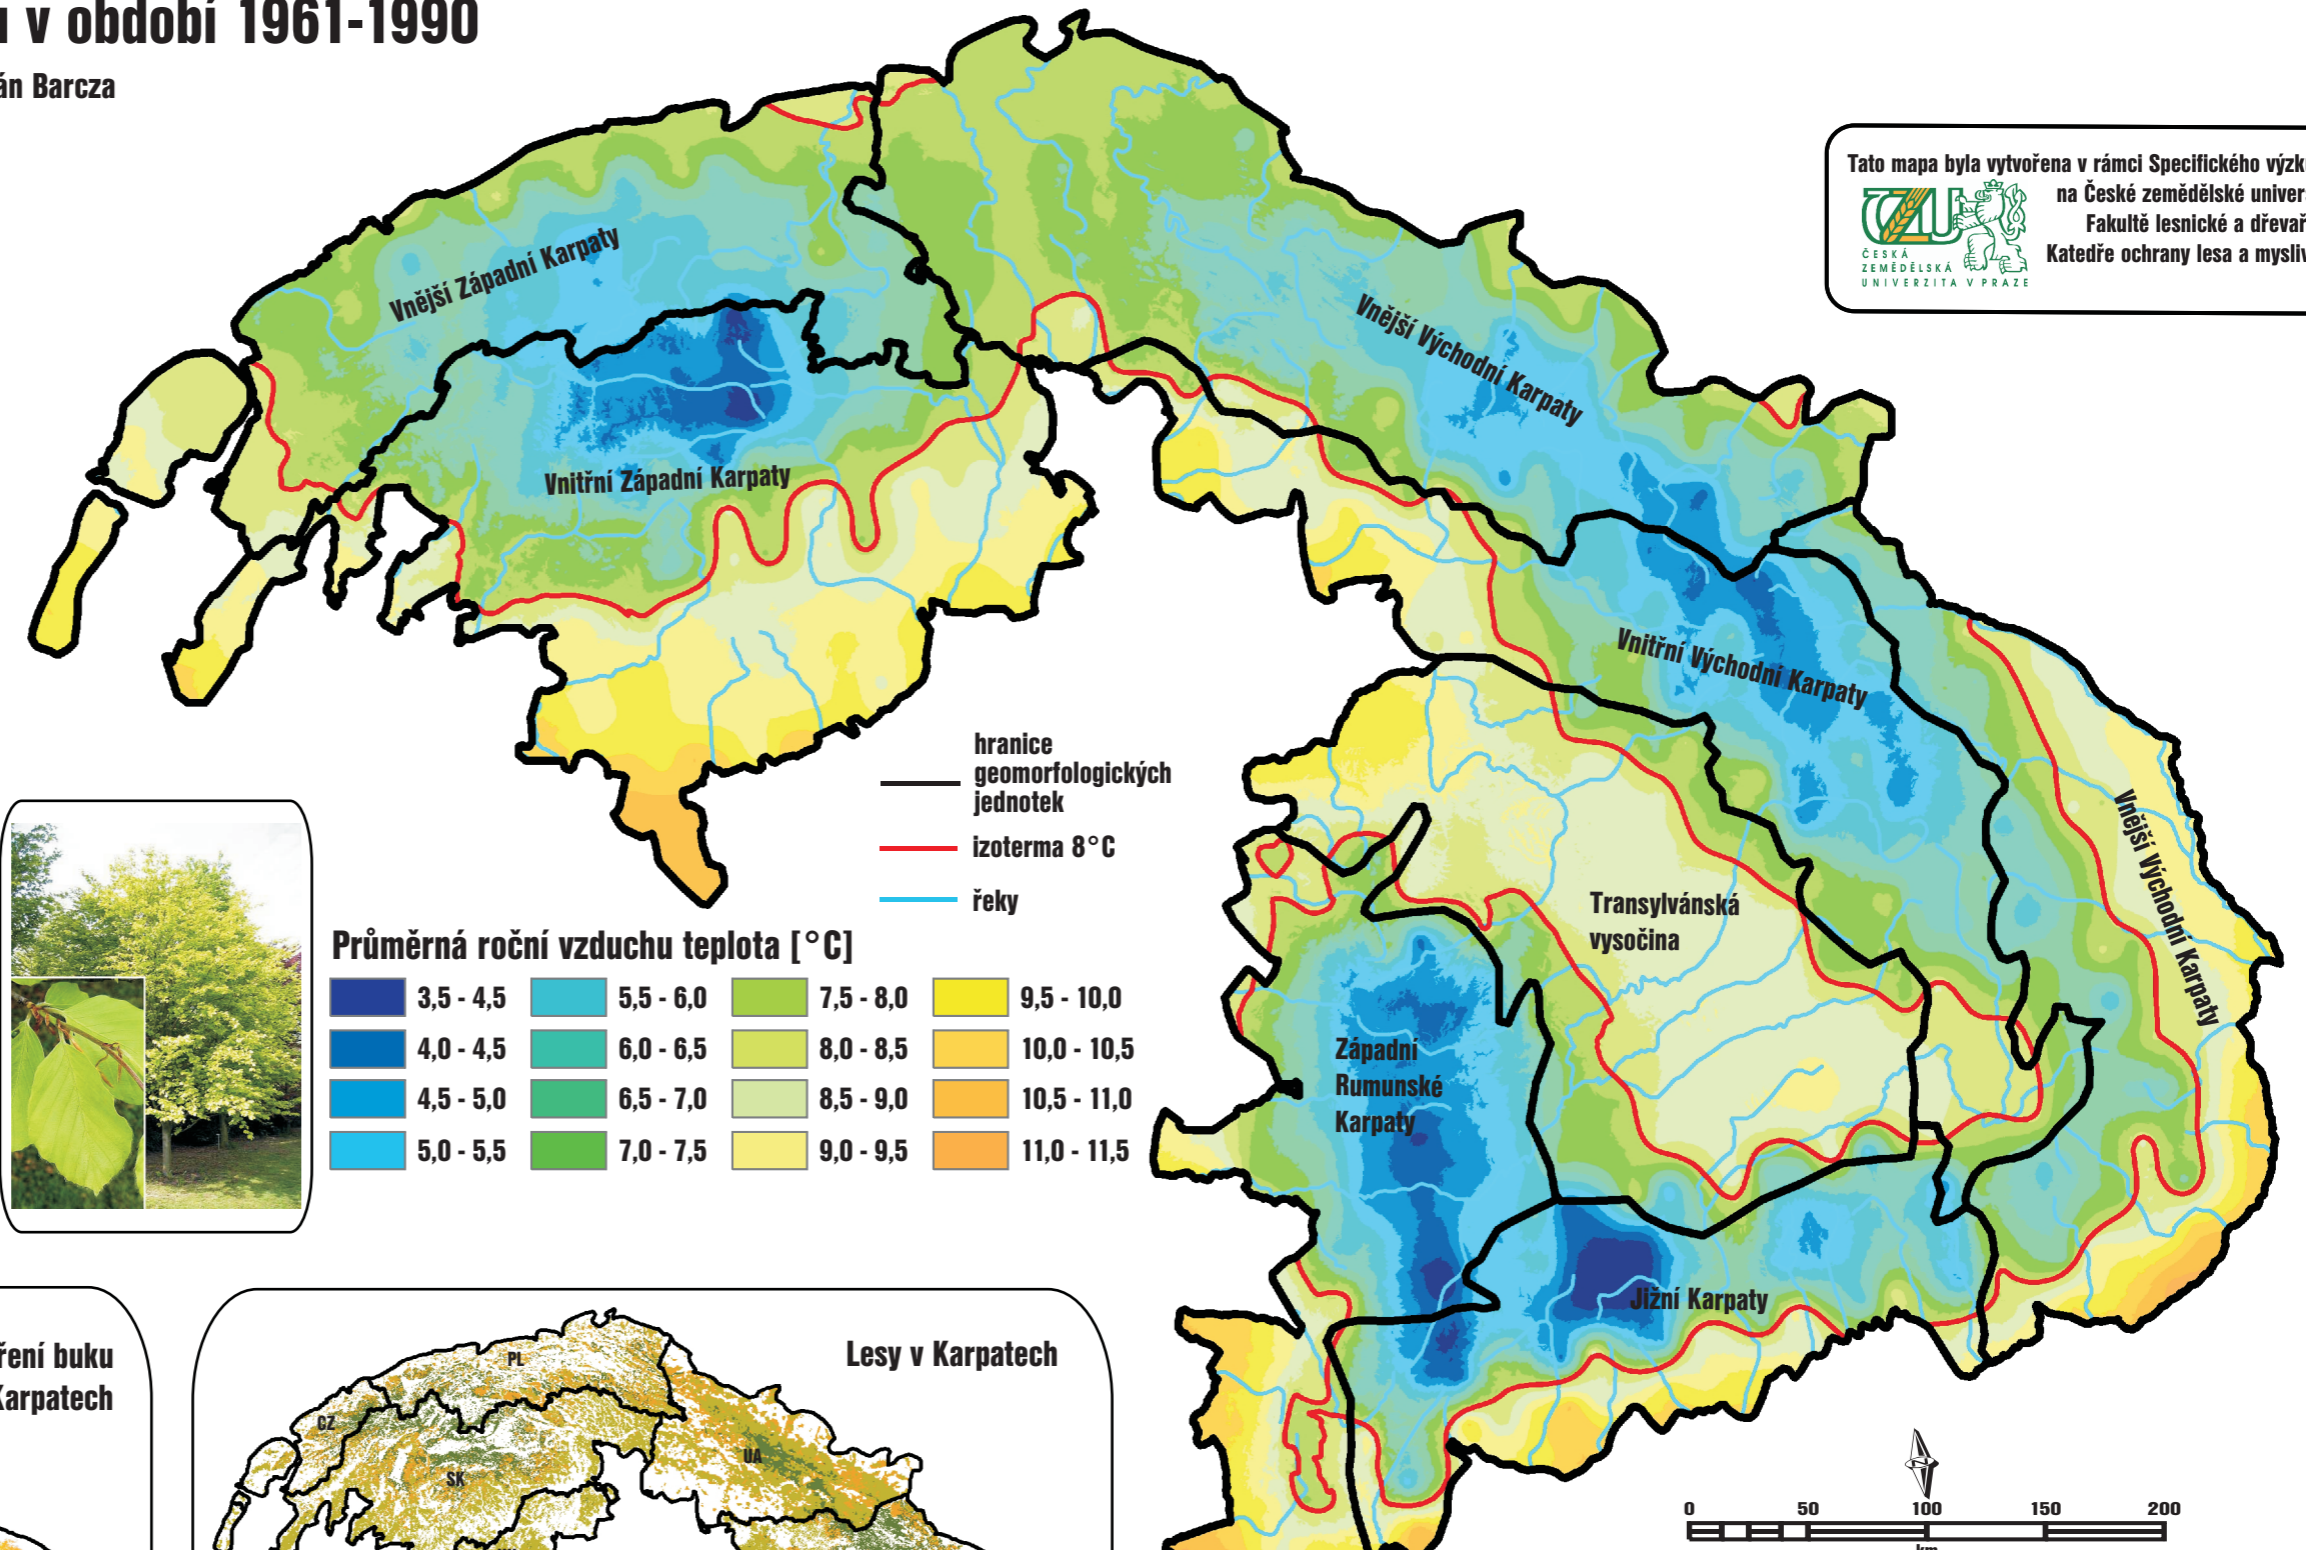 v období 1961-1990
Barcza
Tato mapa byla vytvořena v rámci Specifického
na České zemědělské
Fakultě lesnické a
Katedře ochrany lesa a
ČZU
ČESKÁ
ZEMĚDĚLSKÁ
UNIVERZITA V PRAZE
Vnější Západní Karpaty
Vnitřní Západní Karpaty
Vnější Východní Karpaty
Vnitřní Východní Karpaty
Vnější Východní Karpaty
Transylvánská
vysočina
Západní
Rumunské
Karpaty
Jižní Karpaty
hranice
geomorfologických
jednotek
izoterma 8°C
řeky
Průměrná roční vzduchu teplota [°C]
3,5 - 4,5
5,5 - 6,0
7,5 - 8,0
9,5 - 10,0
4,0 - 4,5
6,0 - 6,5
8,0 - 8,5
10,0 - 10,5
4,5 - 5,0
6,5 - 7,0
8,5 - 9,0
10,5 - 11,0
5,0 - 5,5
7,0 - 7,5
9,0 - 9,5
11,0 - 11,5
buku
Karpatech
Lesy v Karpatech
PL
CZ
SK
UA
0 50 100 150 200
km